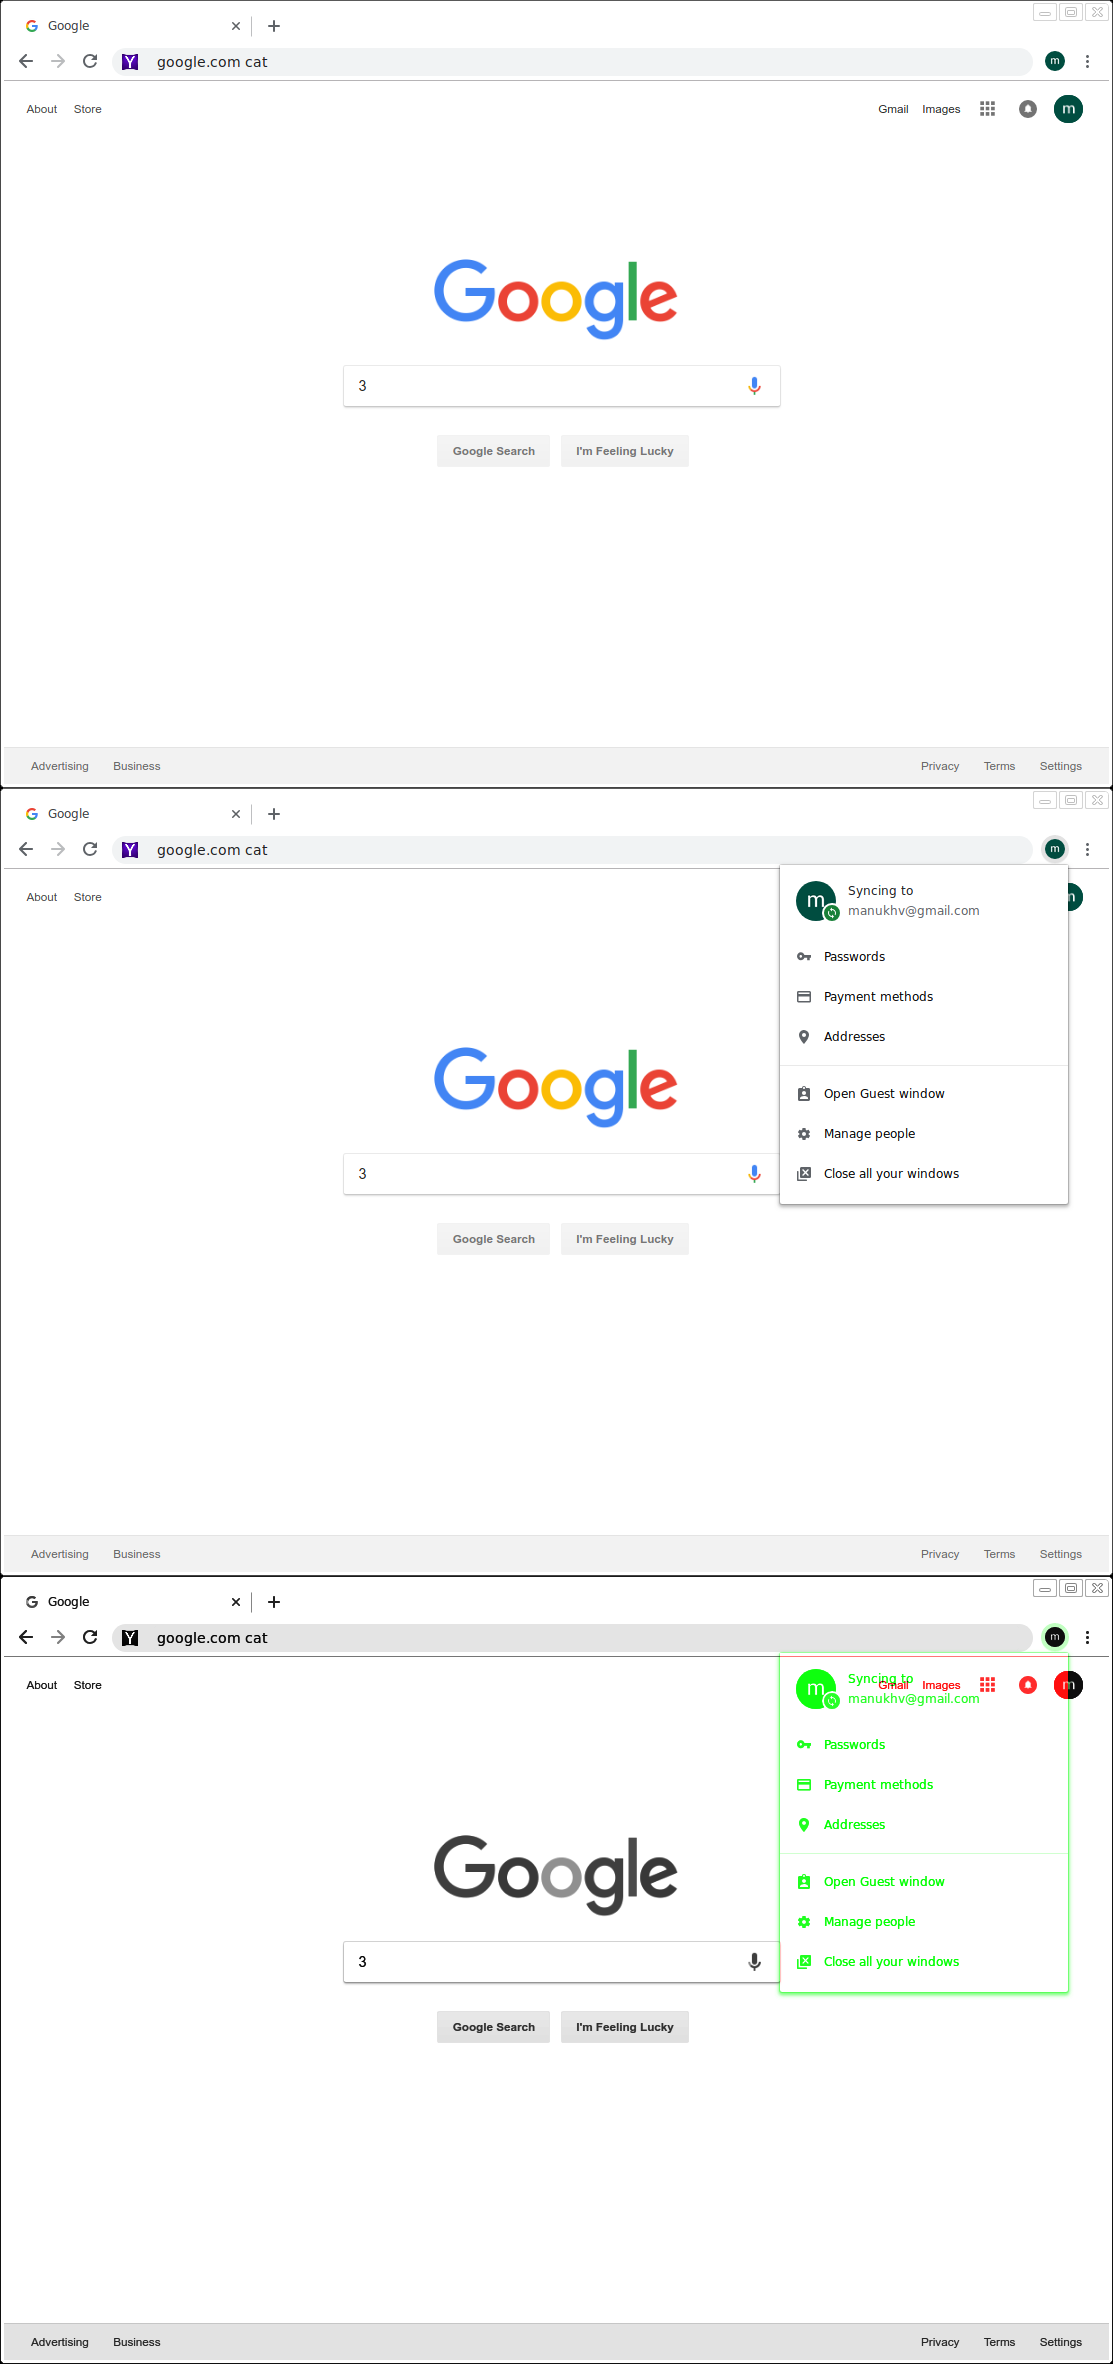 Google
Y google.com cat m
About Store Gmail Images m
Google
3
Google Search I'm Feeling Lucky
Advertising Business Privacy Terms Settings
Google
Y google.com cat m
About Store
m Syncing to
manukhv@gmail.com
Passwords
Payment methods
Addresses
Open Guest window
Manage people
Close all your windows
Google
3
Google Search I'm Feeling Lucky
Advertising Business Privacy Terms Settings
Google
Y google.com cat m
About Store Gmail Images m
m Syncing to
manukhv@gmail.com
Passwords
Payment methods
Addresses
Open Guest window
Manage people
Close all your windows
Google
3
Google Search I'm Feeling Lucky
Advertising Business Privacy Terms Settings